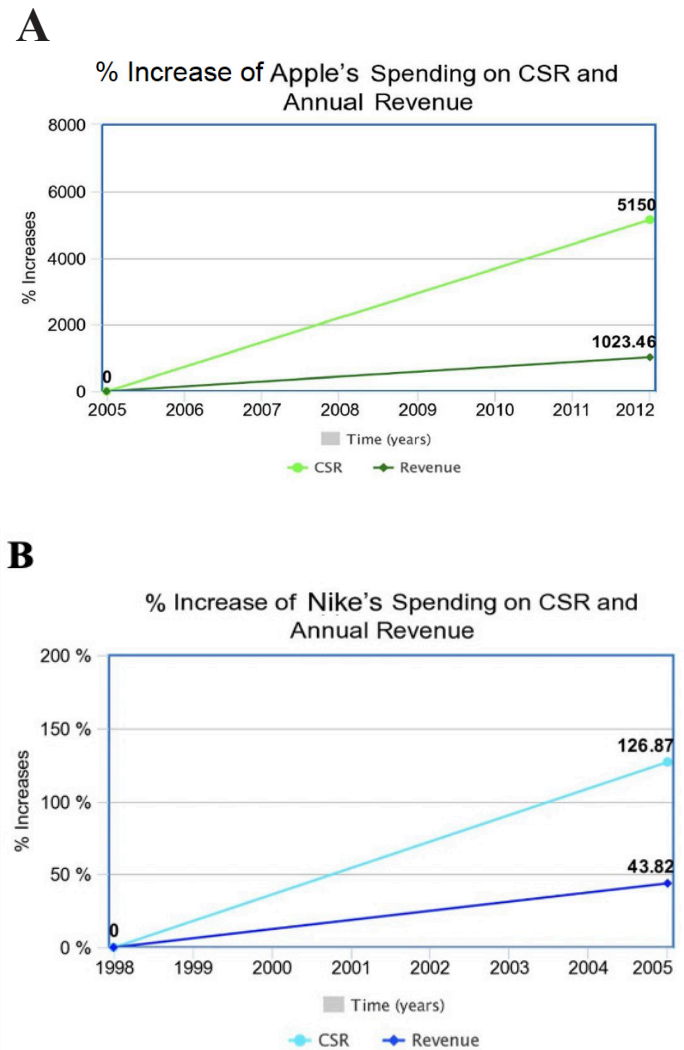 A
% Increase of Apple's Spending on CSR and
Annual Revenue
8000
6000
4000
2000
0
% Increases
5150
1023.46
0
2005 2006 2007 2008 2009 2010 2011 2012
Time (years)
CSR Revenue
B
% Increase of Nike's Spending on CSR and
Annual Revenue
200 %
150 %
100 %
50 %
0 %
% Increases
126.87
43.82
0
1998 1999 2000 2001 2002 2003 2004 2005
Time (years)
CSR Revenue